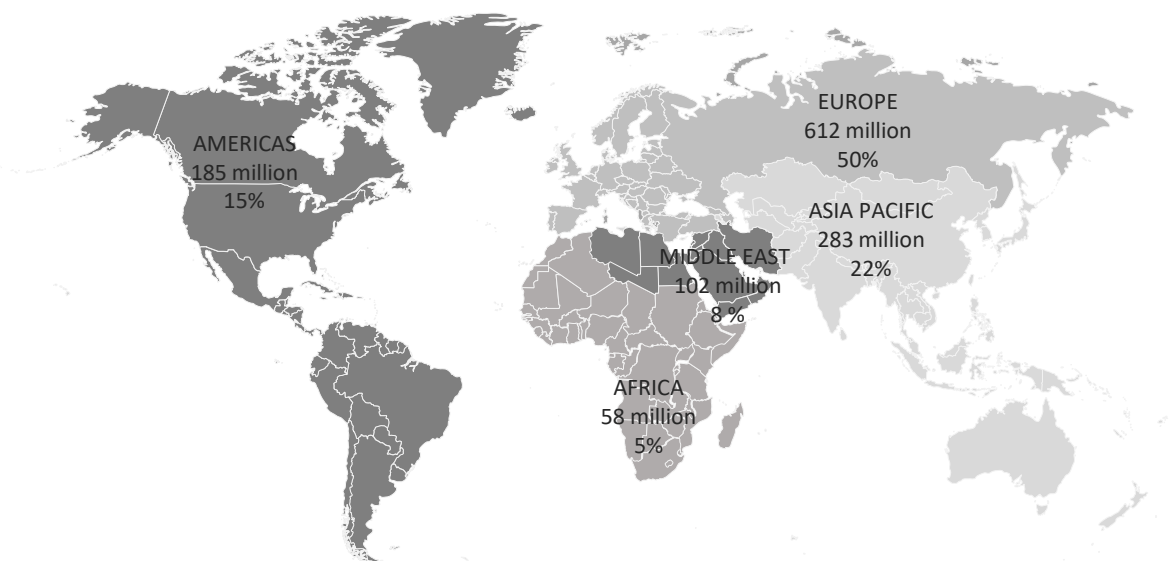 EUROPE
612 million
50%
AMERICAS
185 million
15%
ASIA PACIFIC
283 million
22%
MIDDLE EAST
102 million
8 %
AFRICA
58 million
5%